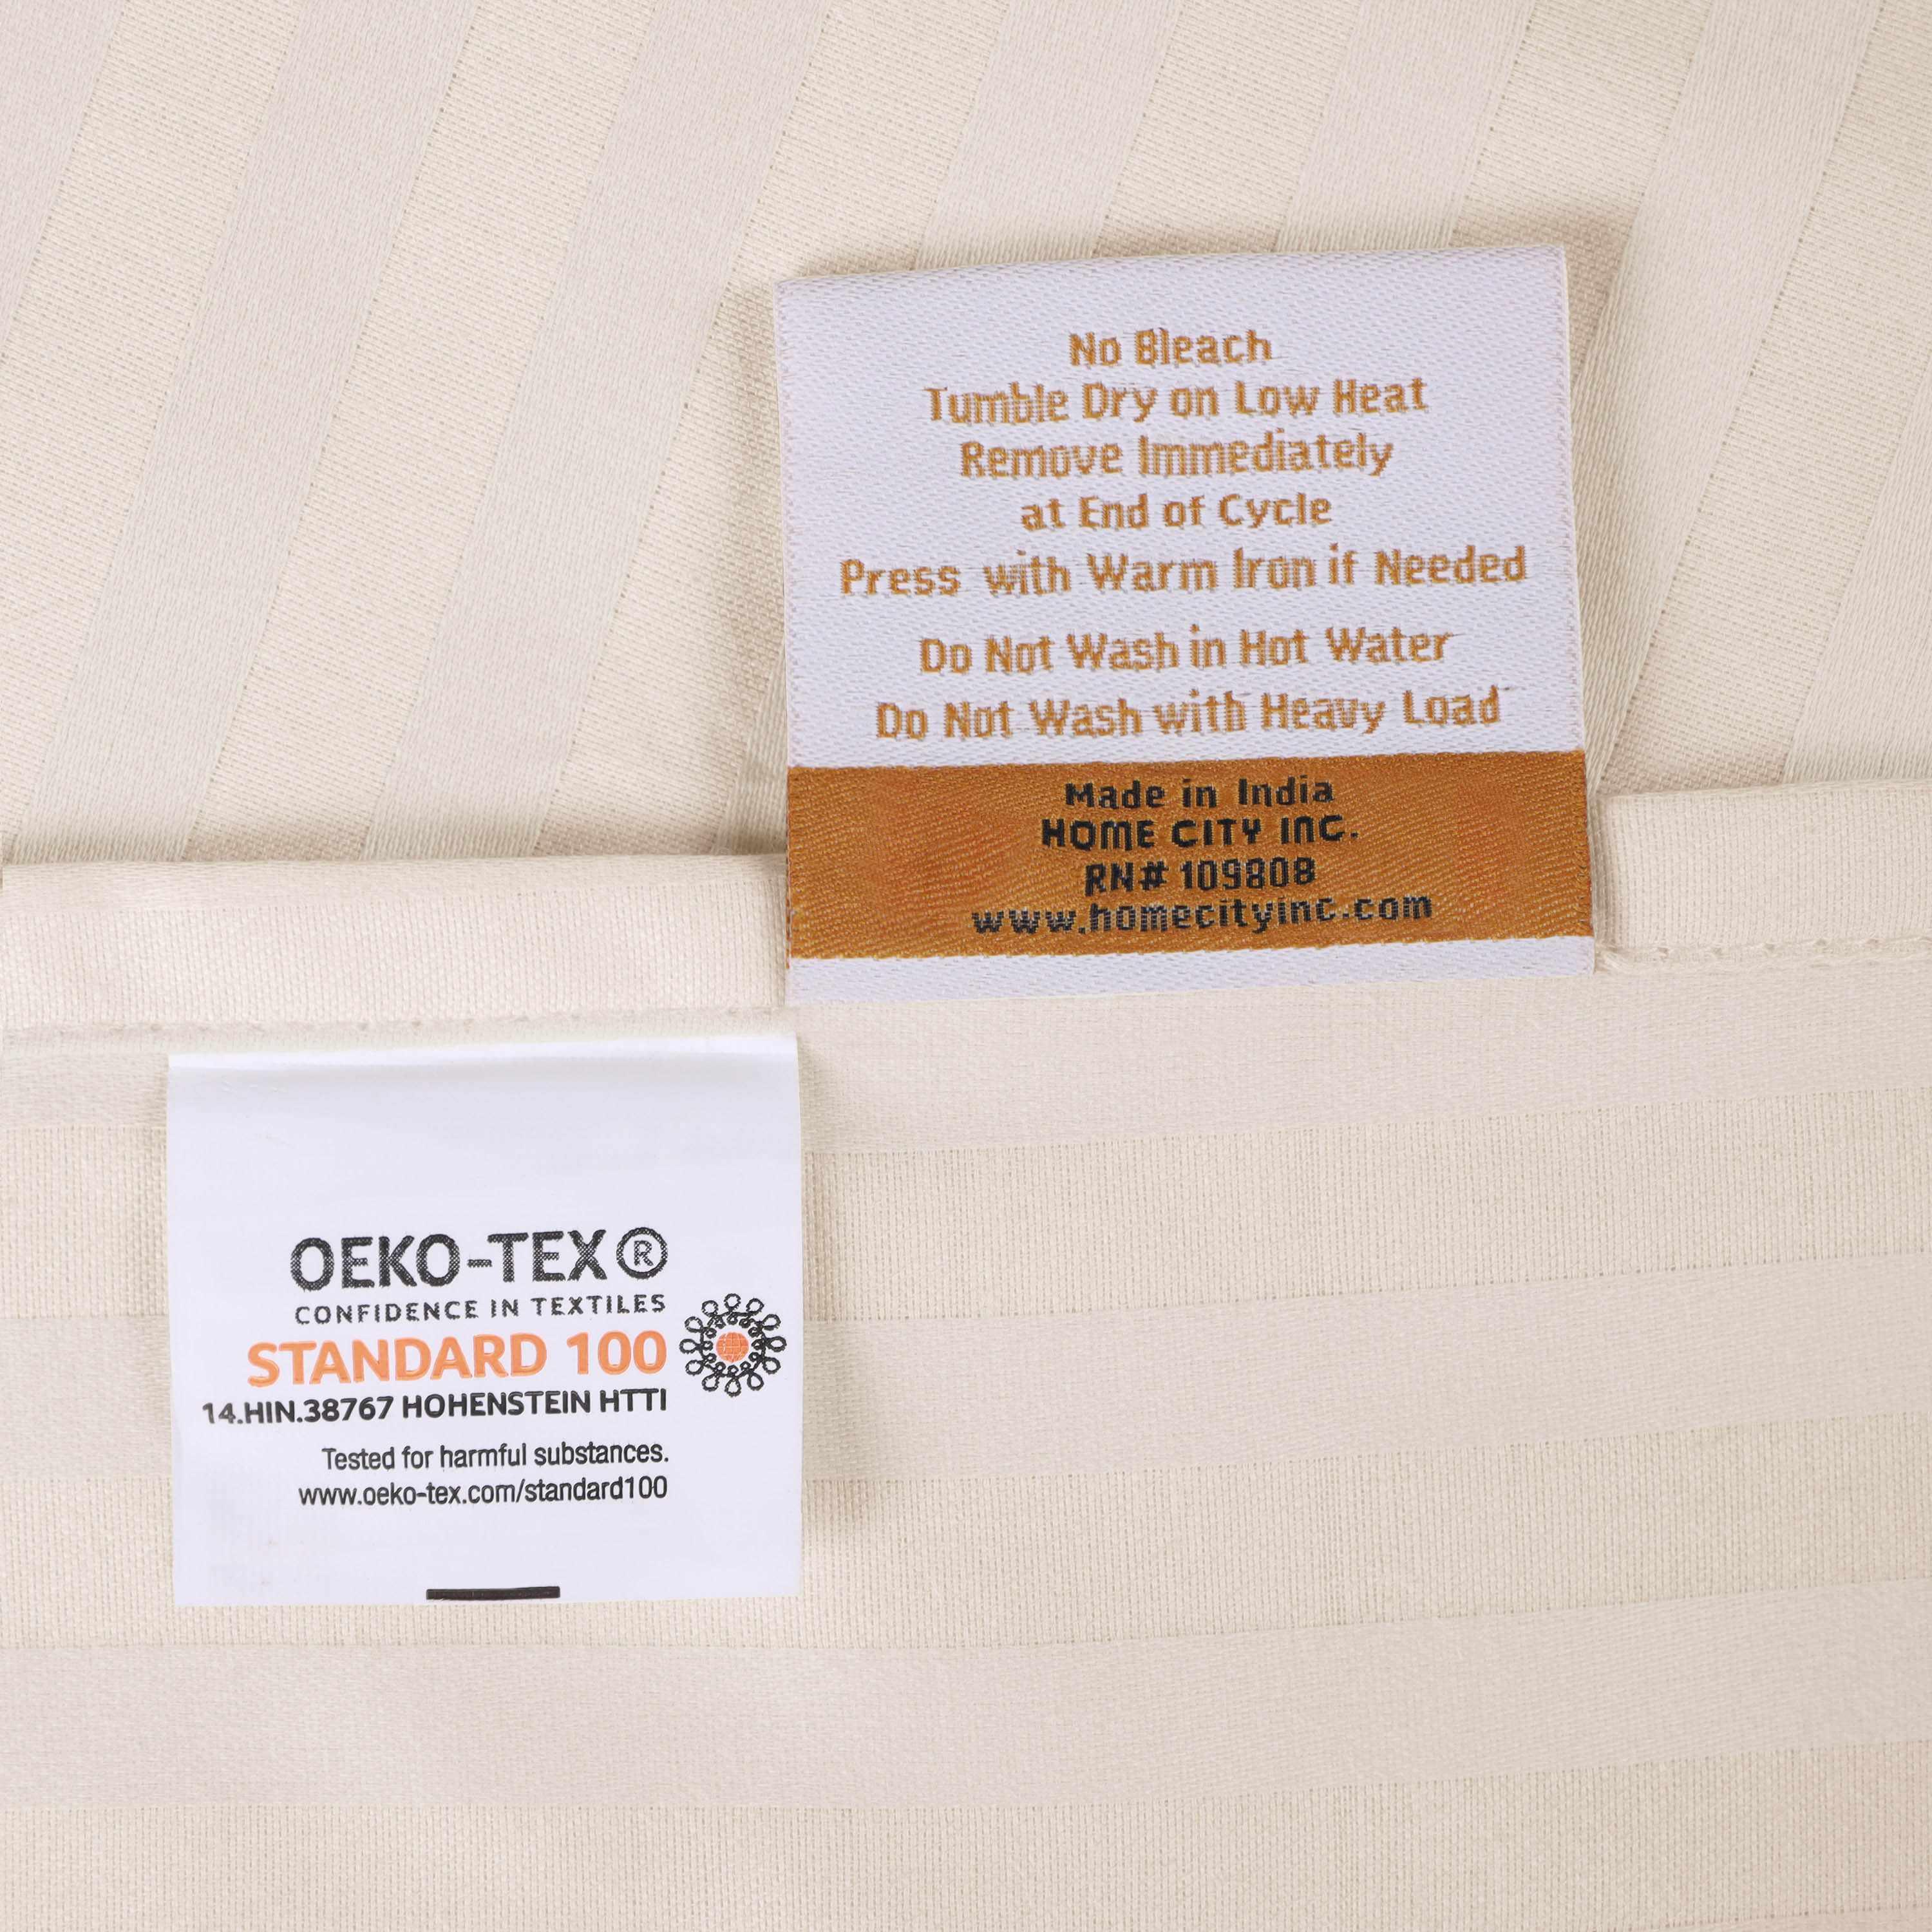 No Bleach
Tumble Dry on Low Heat
Remove Immediately
at End of Cycle
Press with Warm Iron if Needed
Do Not Wash in Hot Water
Do Not Wash with Heavy Load
Made in India
HOME CITY INC.
RN# 109808
www.homecityinc.com
OEKO-TEX®
CONFIDENCE IN TEXTILES
STANDARD 100
14.HIN.38767 HOHENSTEIN HTTI
Tested for harmful substances.
www.oeko-tex.com/standard100